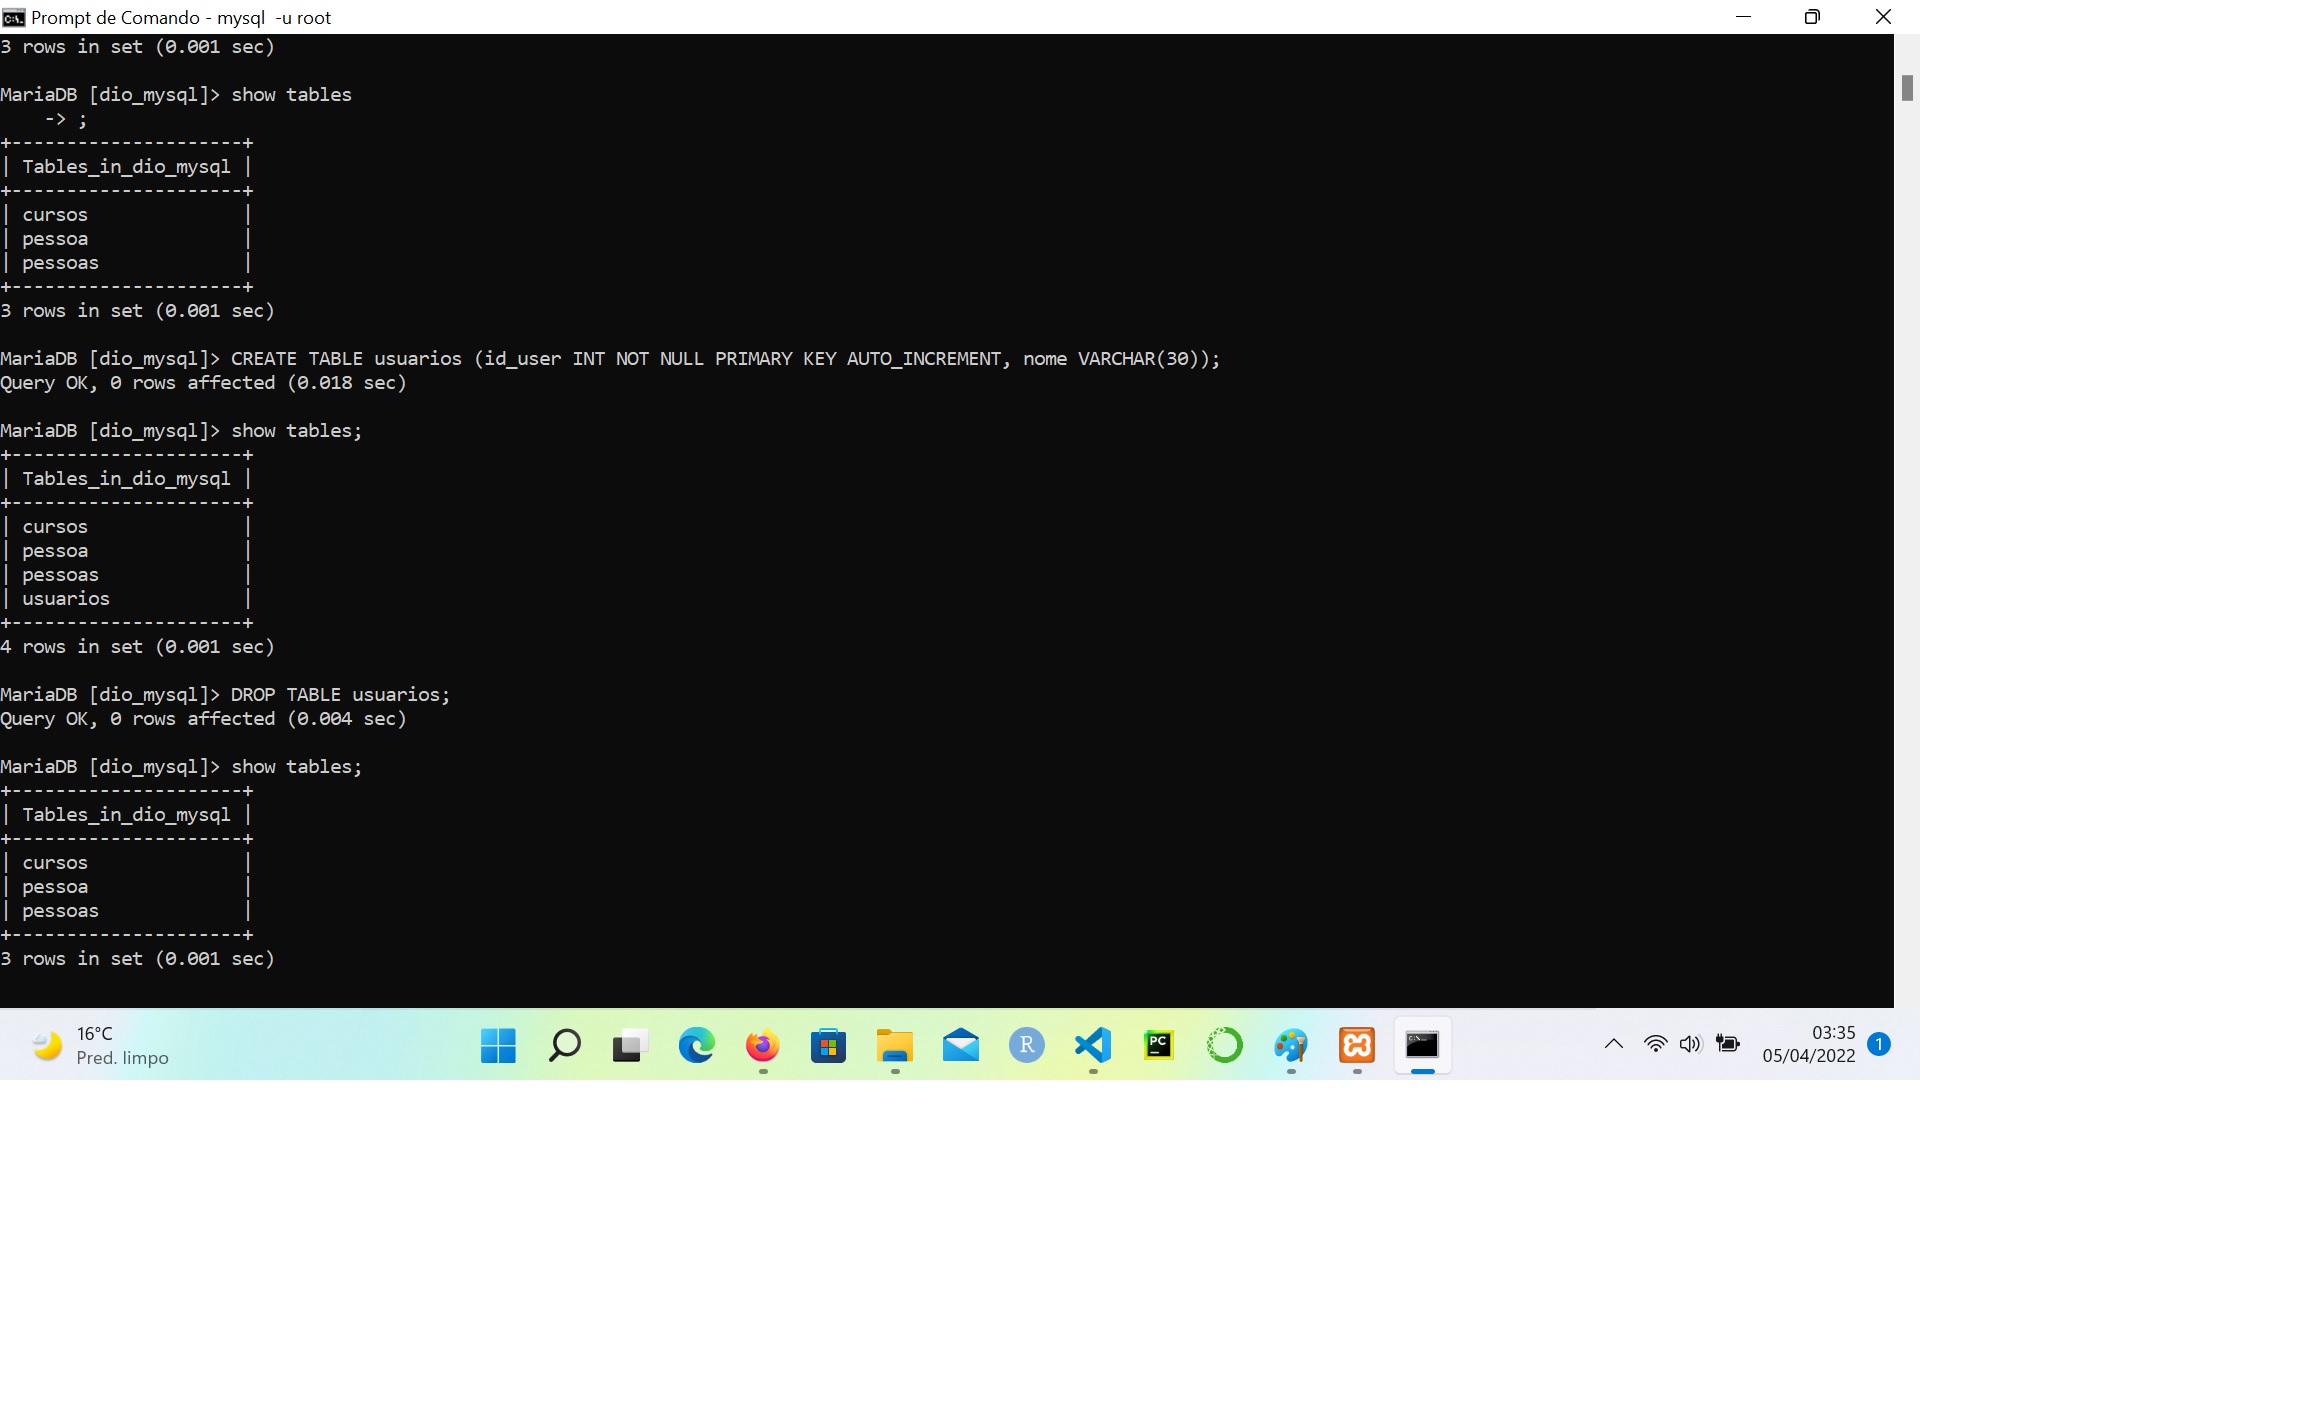 Prompt de Comando - mysql  -u root
3 rows in set (0.001 sec)
MariaDB [dio_mysql]> show tables
    -> ;
+---------------------+
| Tables_in_dio_mysql |
+---------------------+
| cursos              |
| pessoa              |
| pessoas             |
+---------------------+
3 rows in set (0.001 sec)
MariaDB [dio_mysql]> CREATE TABLE usuarios (id_user INT NOT NULL PRIMARY KEY AUTO_INCREMENT, nome VARCHAR(30));
Query OK, 0 rows affected (0.018 sec)
MariaDB [dio_mysql]> show tables;
+---------------------+
| Tables_in_dio_mysql |
+---------------------+
| cursos              |
| pessoa              |
| pessoas             |
| usuarios            |
+---------------------+
4 rows in set (0.001 sec)
MariaDB [dio_mysql]> DROP TABLE usuarios;
Query OK, 0 rows affected (0.004 sec)
MariaDB [dio_mysql]> show tables;
+---------------------+
| Tables_in_dio_mysql |
+---------------------+
| cursos              |
| pessoa              |
| pessoas             |
+---------------------+
3 rows in set (0.001 sec)
16°C
Pred. limpo
R
PC
03:35
05/04/2022
1